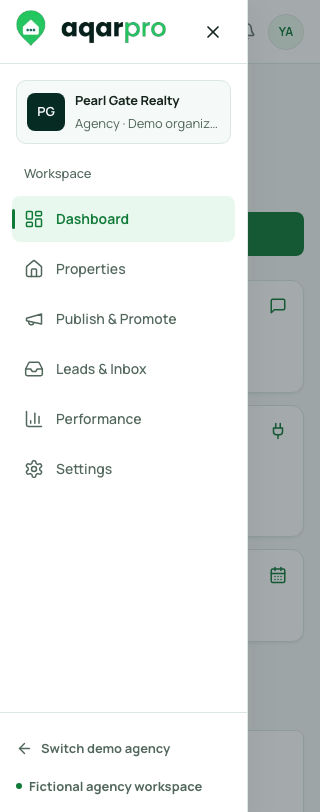 aqarpro
YA
PG
Pearl Gate Realty
Agency · Demo organiz...
Workspace
Dashboard
Properties
Publish & Promote
Leads & Inbox
Performance
Settings
Switch demo agency
Fictional agency workspace